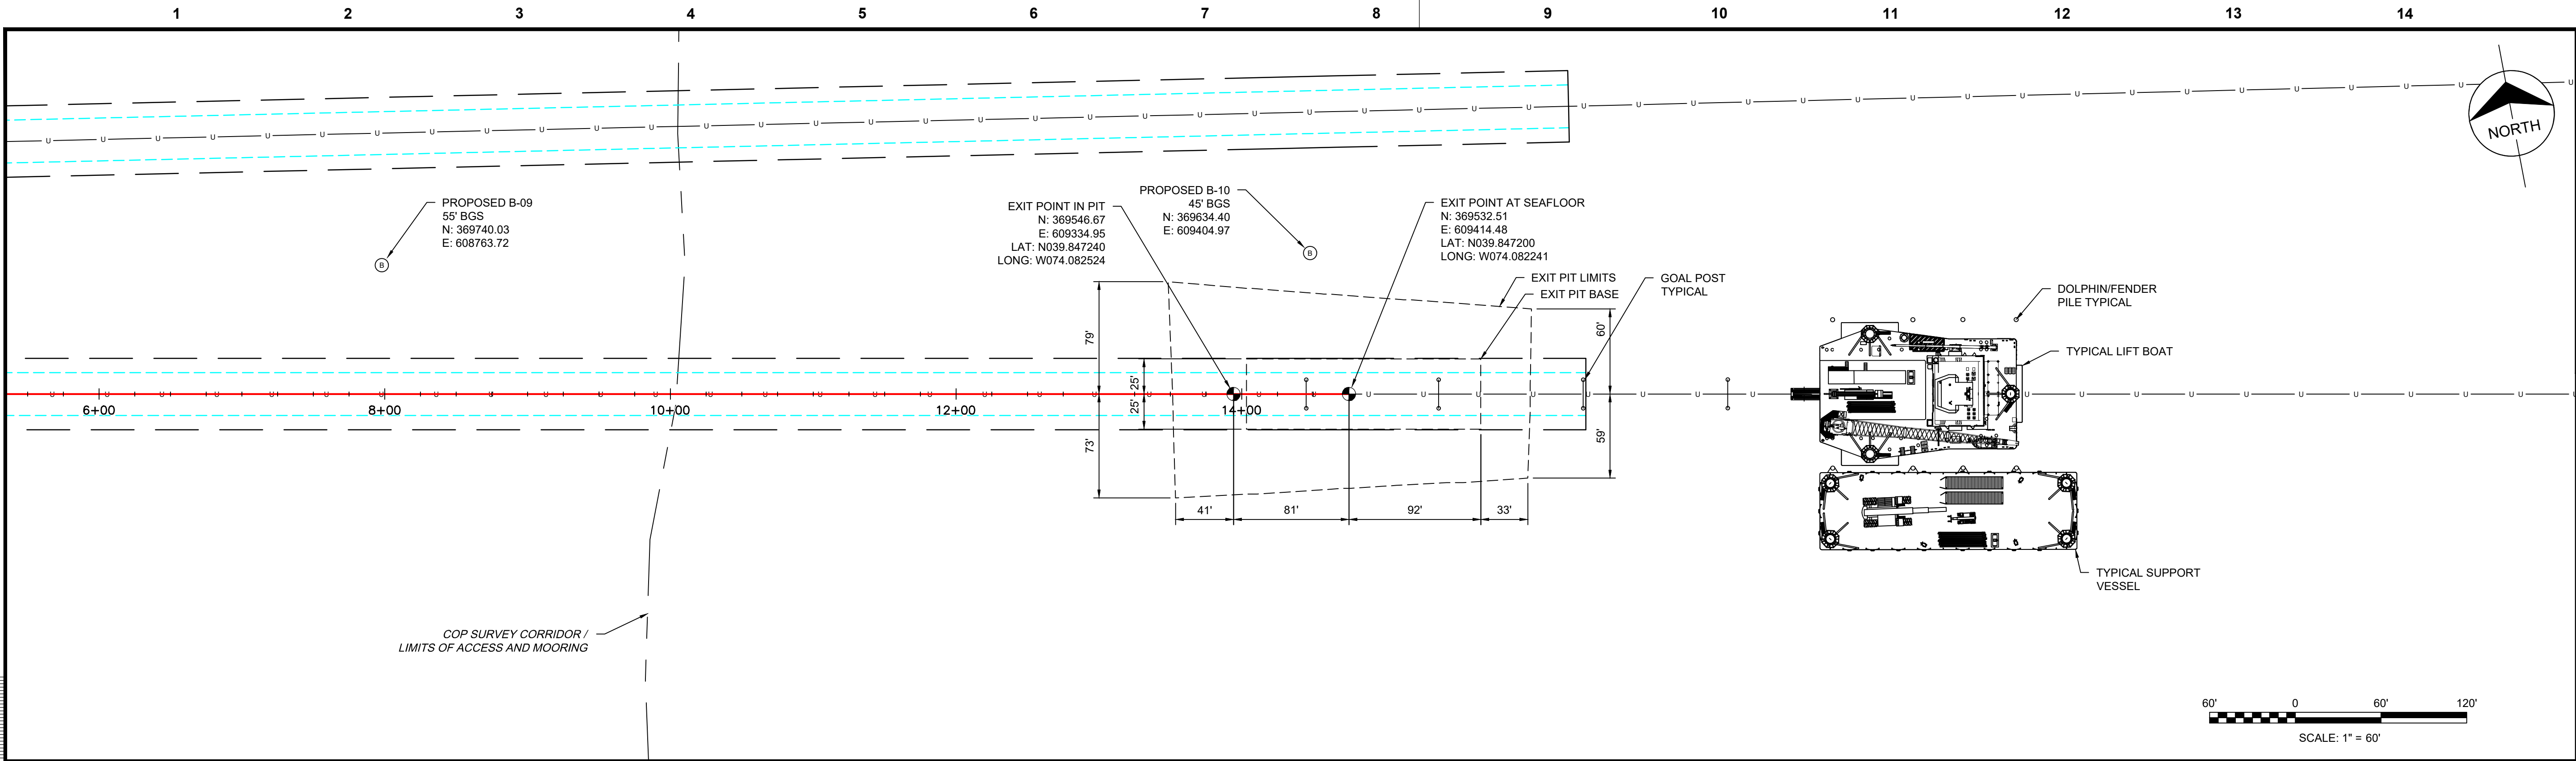 1 2 3 4 5 6 7 8 9 10 11 12 13 14
NORTH
PROPOSED B-09
55' BGS
N: 369740.03
E: 608763.72
B
EXIT POINT IN PIT
N: 369546.67
E: 609334.95
LAT: N039.847240
LONG: W074.082524
PROPOSED B-10
45' BGS
N: 369634.40
E: 609404.97
B
EXIT POINT AT SEAFLOOR
N: 369532.51
E: 609414.48
LAT: N039.847200
LONG: W074.082241
EXIT PIT LIMITS
EXIT PIT BASE
GOAL POST
TYPICAL
DOLPHIN/FENDER
PILE TYPICAL
TYPICAL LIFT BOAT
79'
60'
25'
25'
73'
59'
6+00 8+00 10+00 12+00 14+00
41' 81' 92' 33'
TYPICAL SUPPORT
VESSEL
COP SURVEY CORRIDOR /
LIMITS OF ACCESS AND MOORING
60' 0 60' 120'
SCALE: 1" = 60'